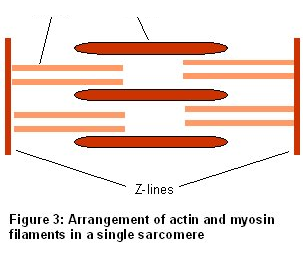 Z-lines
Figure 3: Arrangement of actin and myosin
filaments in a single sarcomere